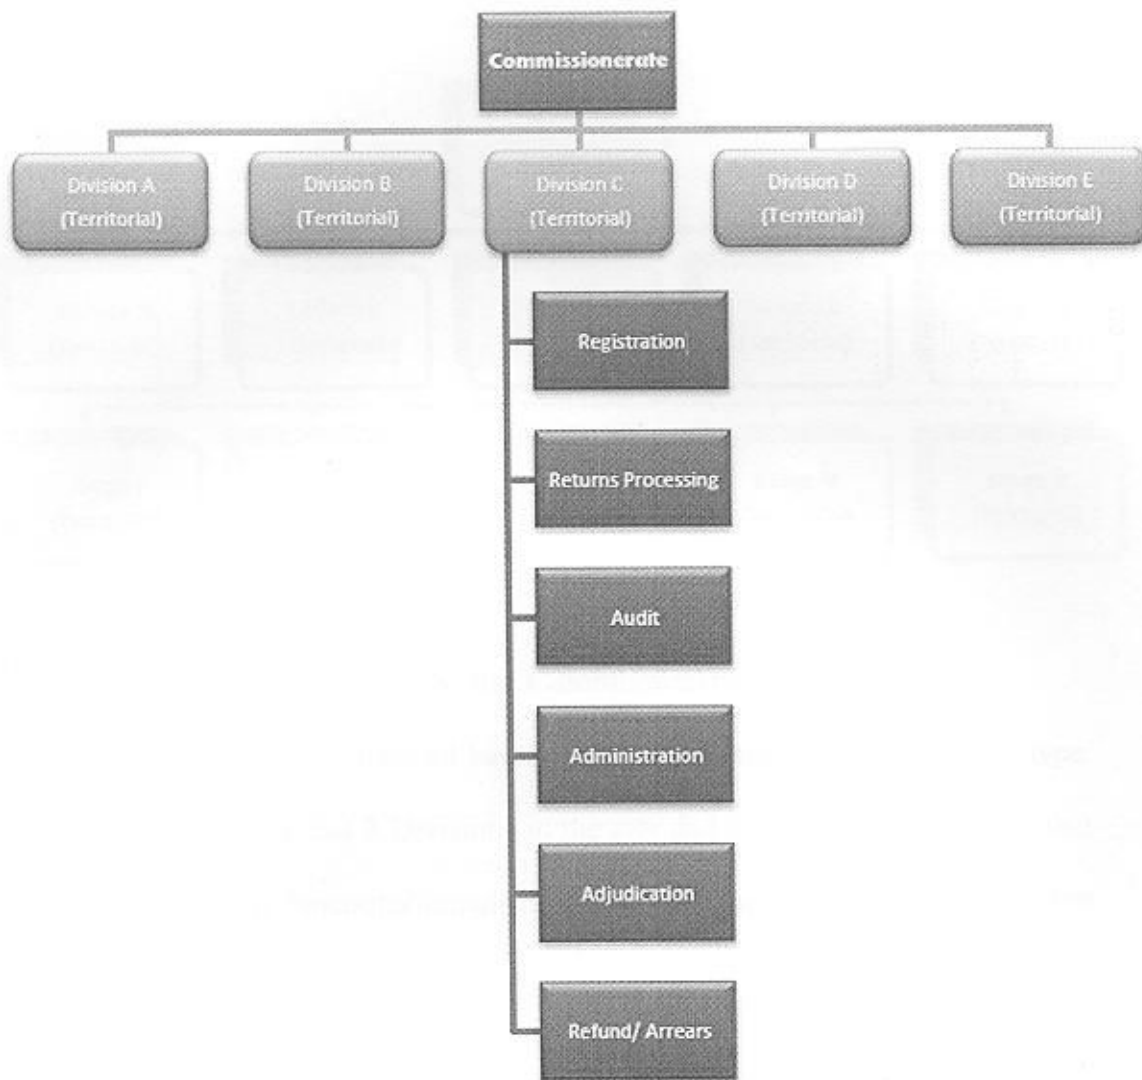 Commissionerate
Division A
(Territorial)
Division B
(Territorial)
Division C
(Territorial)
Division D
(Territorial)
Division E
(Territorial)
Registration
Returns Processing
Audit
Administration
Adjudication
Refund/ Arrears